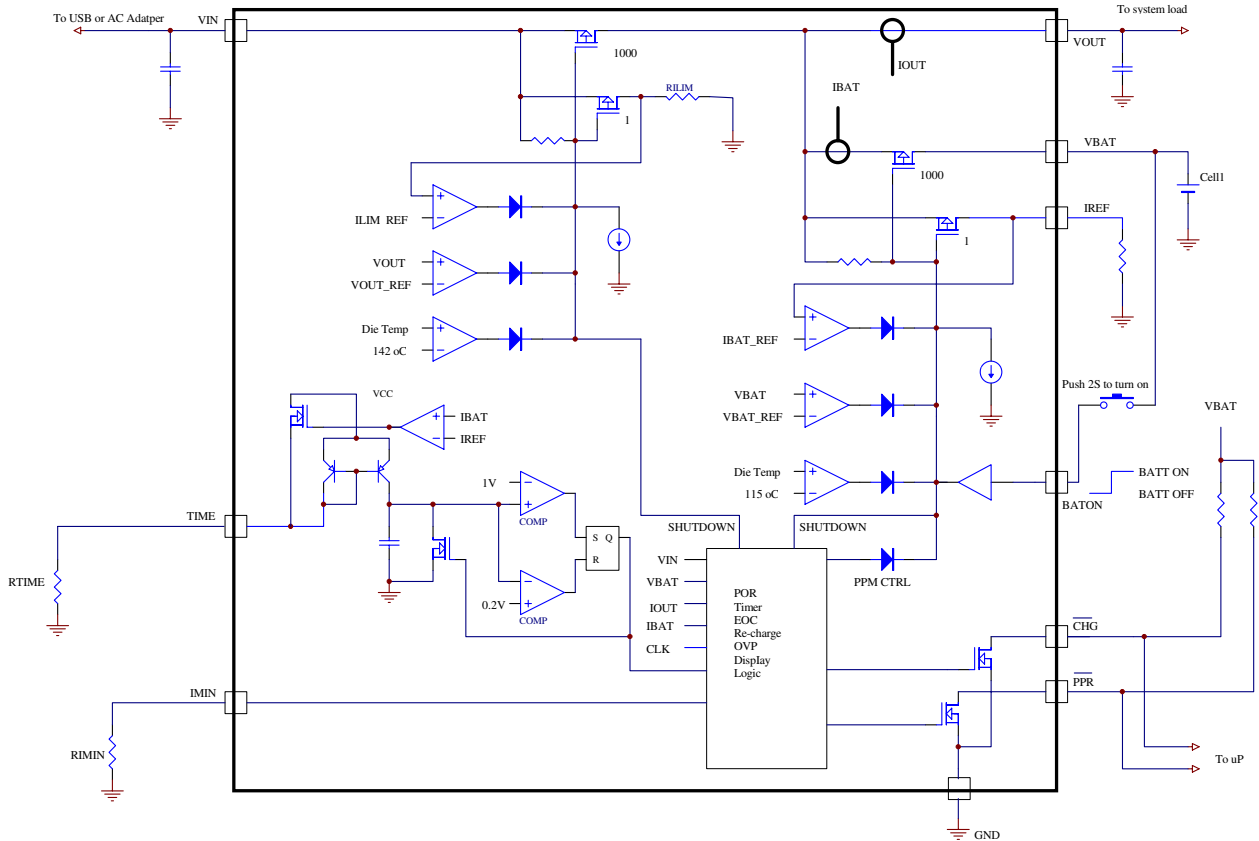 To USB or AC Adatper
VIN
To system load
VOUT
1000
IOUT
IBAT
RILIM
1
VBAT
1000
Cell1
IREF
ILIM_REF
1
VOUT
VOUT_REF
Die Temp
142 oC
IBAT_REF
VCC
IBAT
IREF
VBAT
VBAT_REF
Push 2S to turn on
VBAT
Die Temp
115 oC
BATT ON
BATT OFF
BATON
1V
COMP
TIME
SHUTDOWN
SHUTDOWN
S Q
R
RTIME
0.2V
COMP
VIN
VBAT
IOUT
IBAT
CLK
POR
Timer
EOC
Re-charge
OVP
Display
Logic
PPM CTRL
CHG
PPR
IMIN
RIMIN
To uP
GND